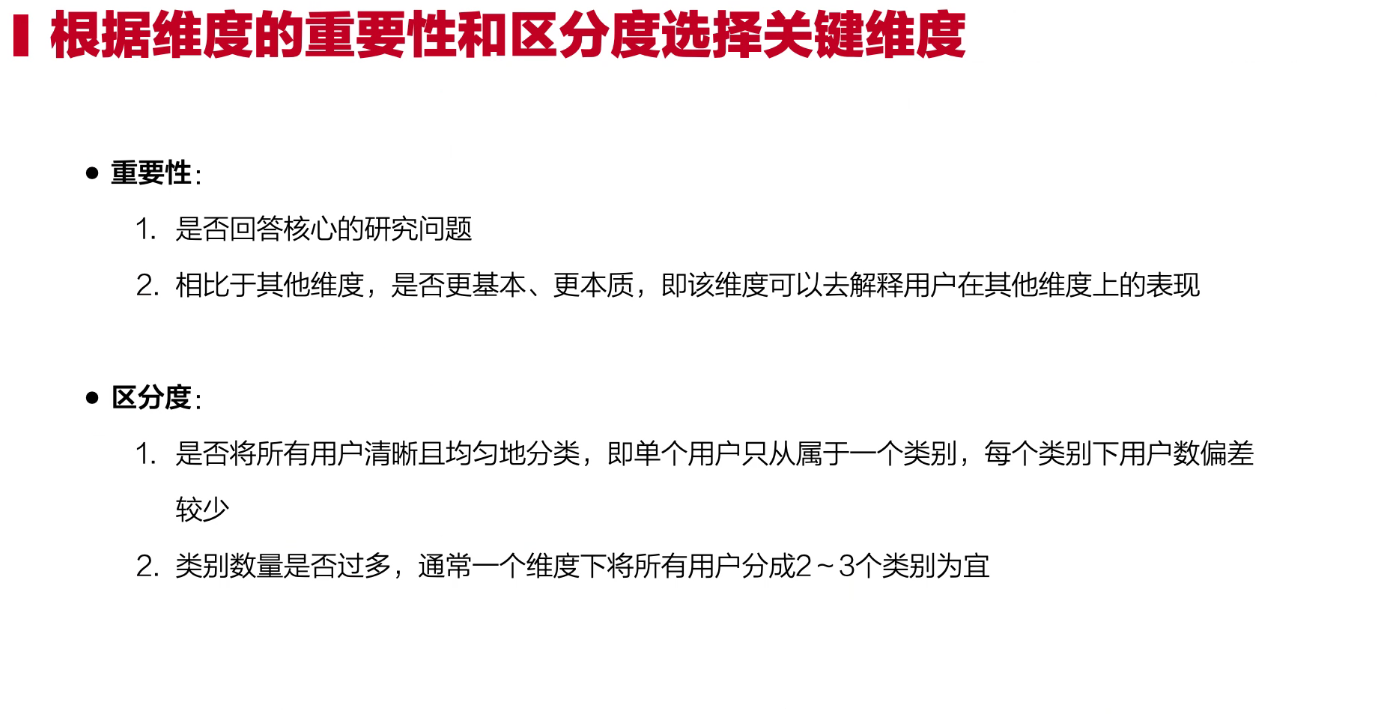 根据维度的重要性和区分度选择关键维度
● 重要性：
1. 是否回答核心的研究问题
2. 相比于其他维度，是否更基本、更本质，即该维度可以去解释用户在其他维度上的表现
● 区分度：
1. 是否将所有用户清晰且均匀地分类，即单个用户只从属于一个类别，每个类别下用户数偏差
较少
2. 类别数量是否过多，通常一个维度下将所有用户分成2～3个类别为宜